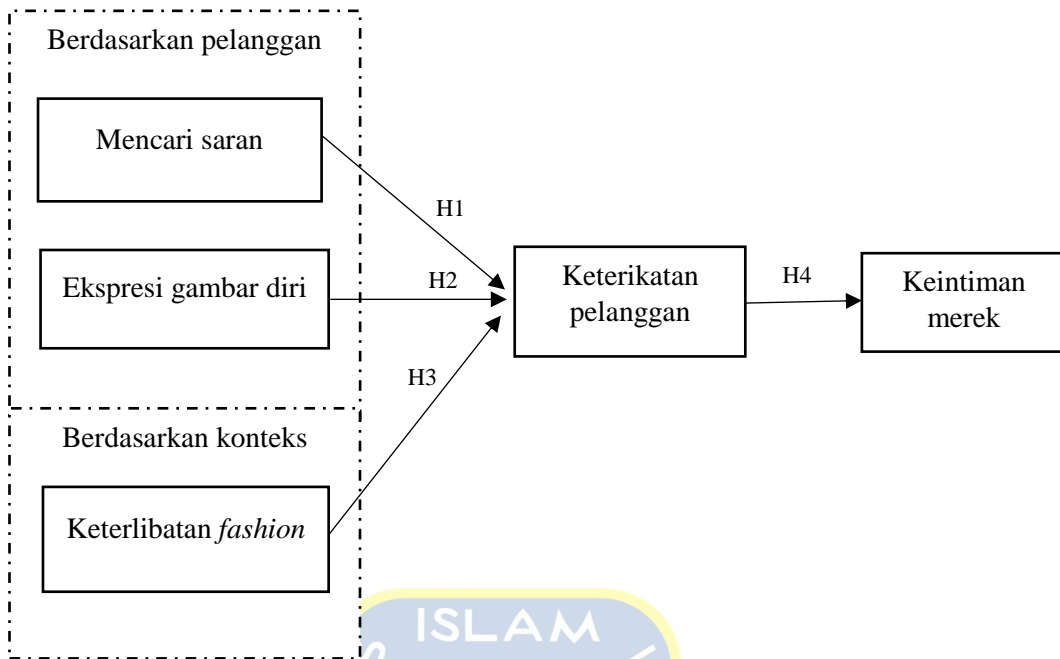 Berdasarkan pelanggan
Mencari saran
H1
Ekspresi gambar diri
H2
Keterikatan
pelanggan
H4
Keintiman
merek
H3
Berdasarkan konteks
Keterlibatan fashion
ISLAM